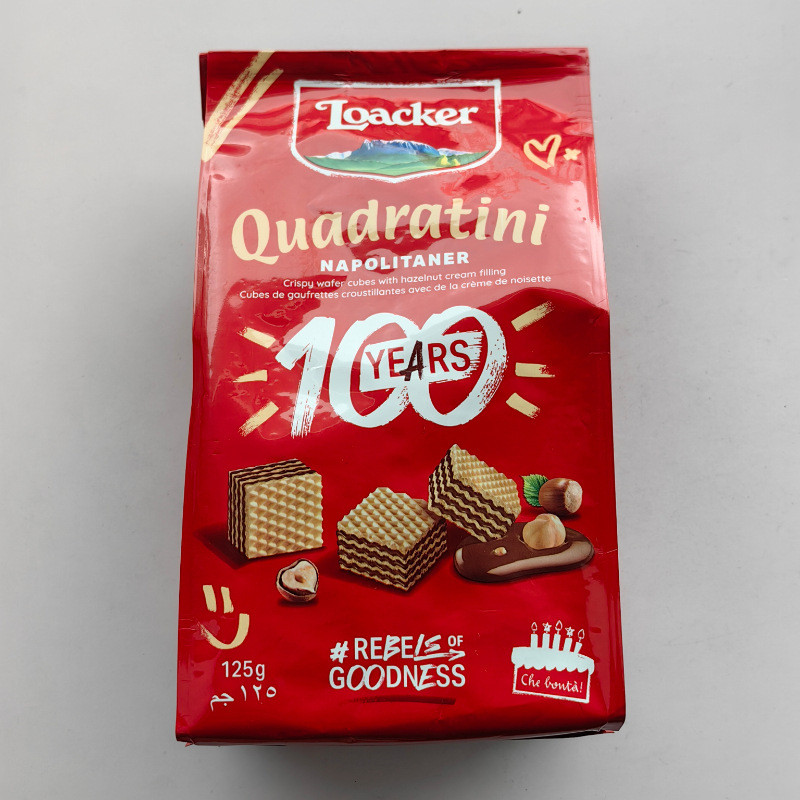 Loacker
Quadratini
NAPOLITANER
Crispy wafer cubes with hazelnut cream filling
Cubes de gaufrettes croustillantes avec de la crème de noisette
100
YEARS
#REBELS OF
GOODNESS
125g
١٢٥ جم
Che bontà!